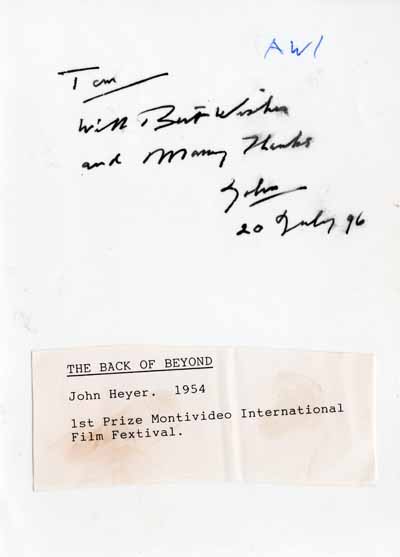 AWI
Tom
With Best Wishes
and Many Thanks
John
20 July 96
THE BACK OF BEYOND
John Heyer. 1954
1st Prize Montivideo International
Film Fextival.